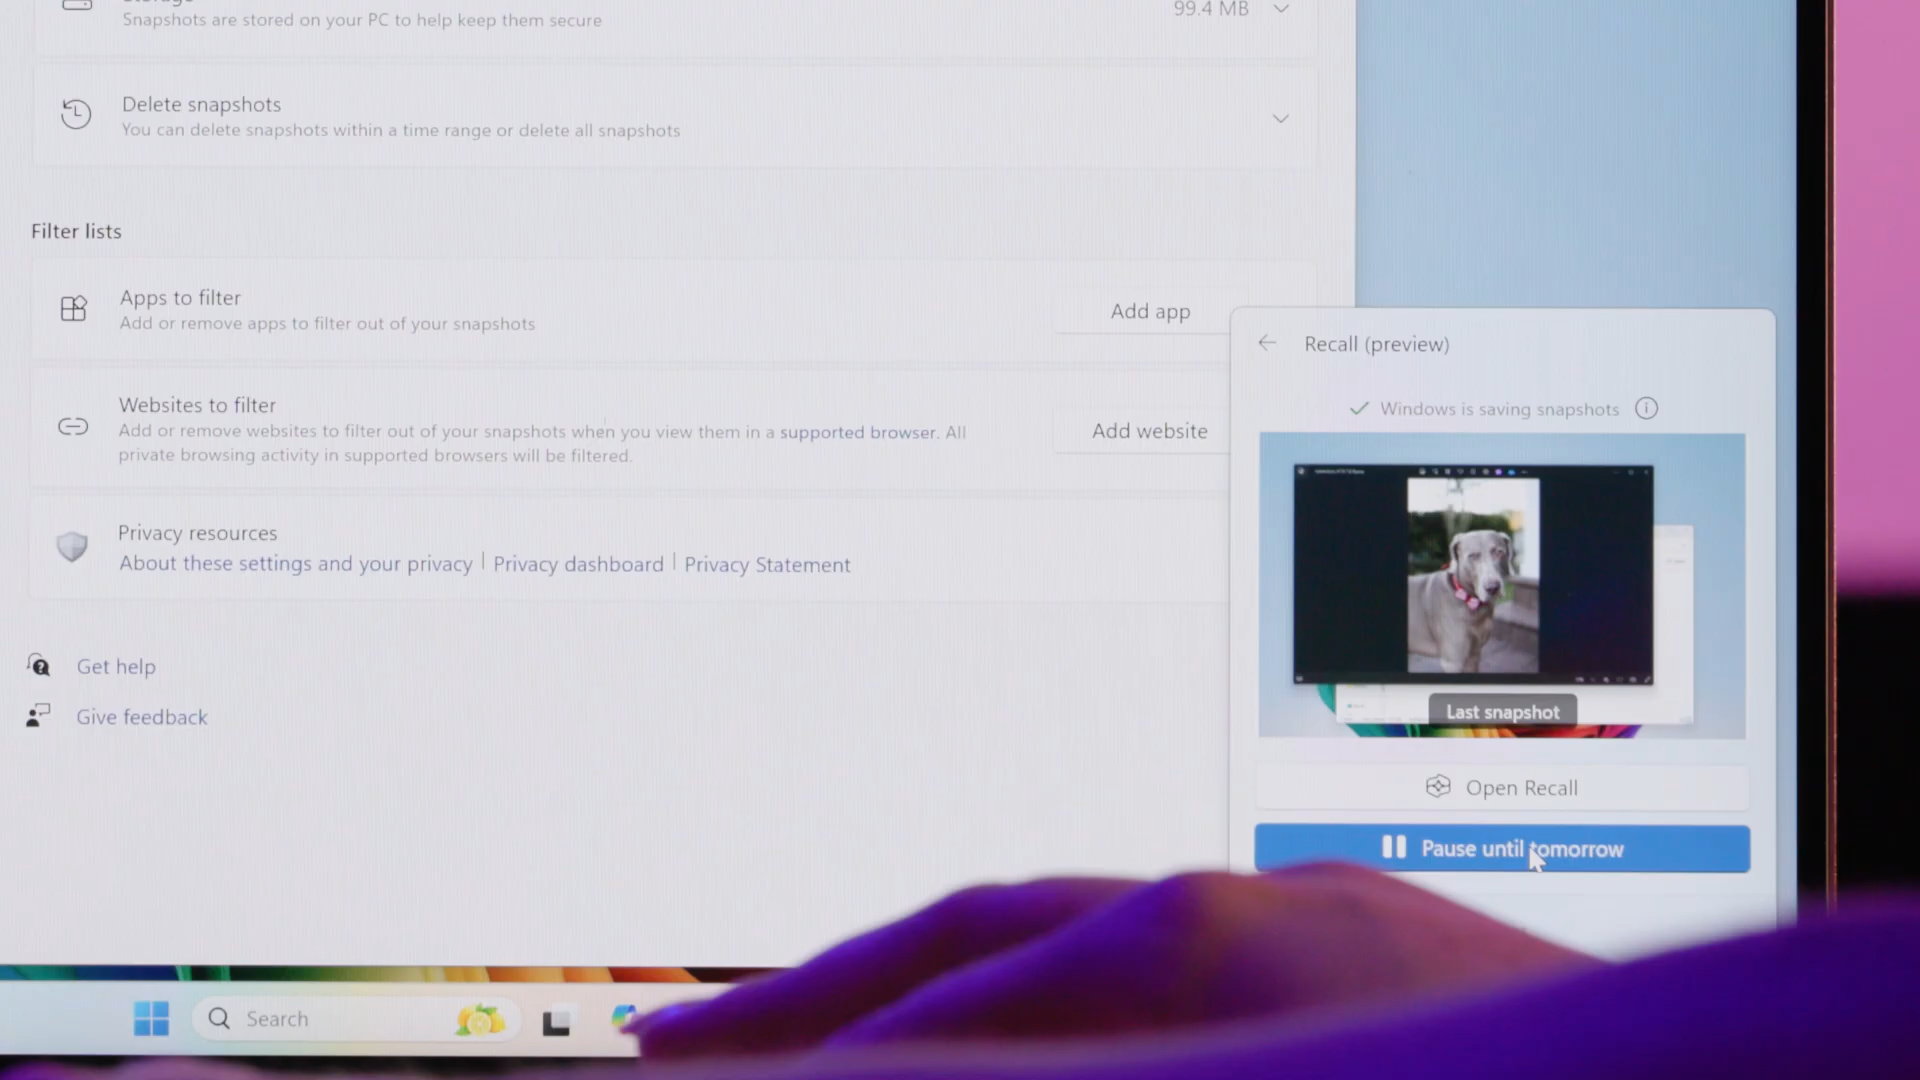 Storage
Snapshots are stored on your PC to help keep them secure
99.4 MB
Delete snapshots
You can delete snapshots within a time range or delete all snapshots
Filter lists
Apps to filter
Add or remove apps to filter out of your snapshots
Add app
Websites to filter
Add or remove websites to filter out of your snapshots when you view them in a supported browser. All
private browsing activity in supported browsers will be filtered.
Add website
Privacy resources
About these settings and your privacy | Privacy dashboard | Privacy Statement
Get help
Give feedback
Recall (preview)
Windows is saving snapshots
Last snapshot
Open Recall
Pause until tomorrow
Search